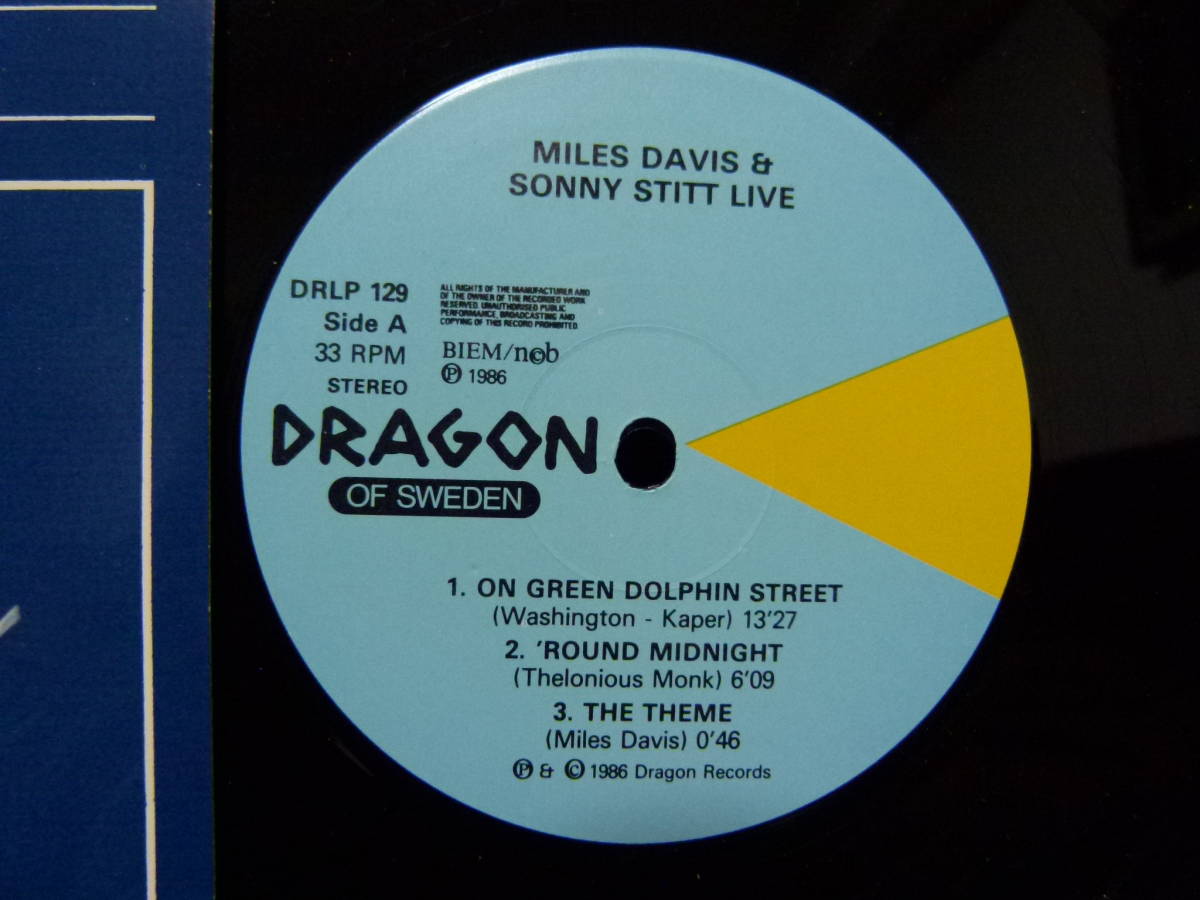 MILES DAVIS &
SONNY STITT LIVE
DRLP 129
Side A
33 RPM
STEREO
ALL RIGHTS OF THE MANUFACTURER AND
OF THE OWNER OF THE RECORDED WORK
RESERVED. UNAUTHORISED PUBLIC
PERFORMANCE, BROADCASTING AND
COPYING OF THIS RECORD PROHIBITED.
BIEM/n©b
℗ 1986
DRAGON
OF SWEDEN
1. ON GREEN DOLPHIN STREET
(Washington - Kaper) 13'27
2. 'ROUND MIDNIGHT
(Thelonious Monk) 6'09
3. THE THEME
(Miles Davis) 0'46
℗ & © 1986 Dragon Records